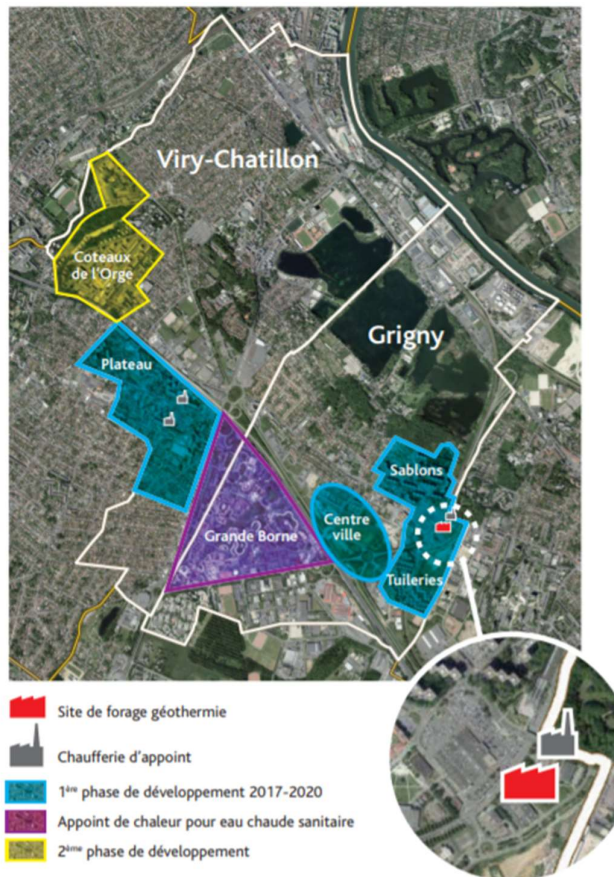 Viry-Chatillon
Coteaux
de l'Orge
Grigny
Plateau
Sablons
Centre
ville
Grande Borne
Tuileries
Site de forage géothermie
Chaufferie d'appoint
1ère phase de développement 2017-2020
Appoint de chaleur pour eau chaude sanitaire
2ème phase de développement